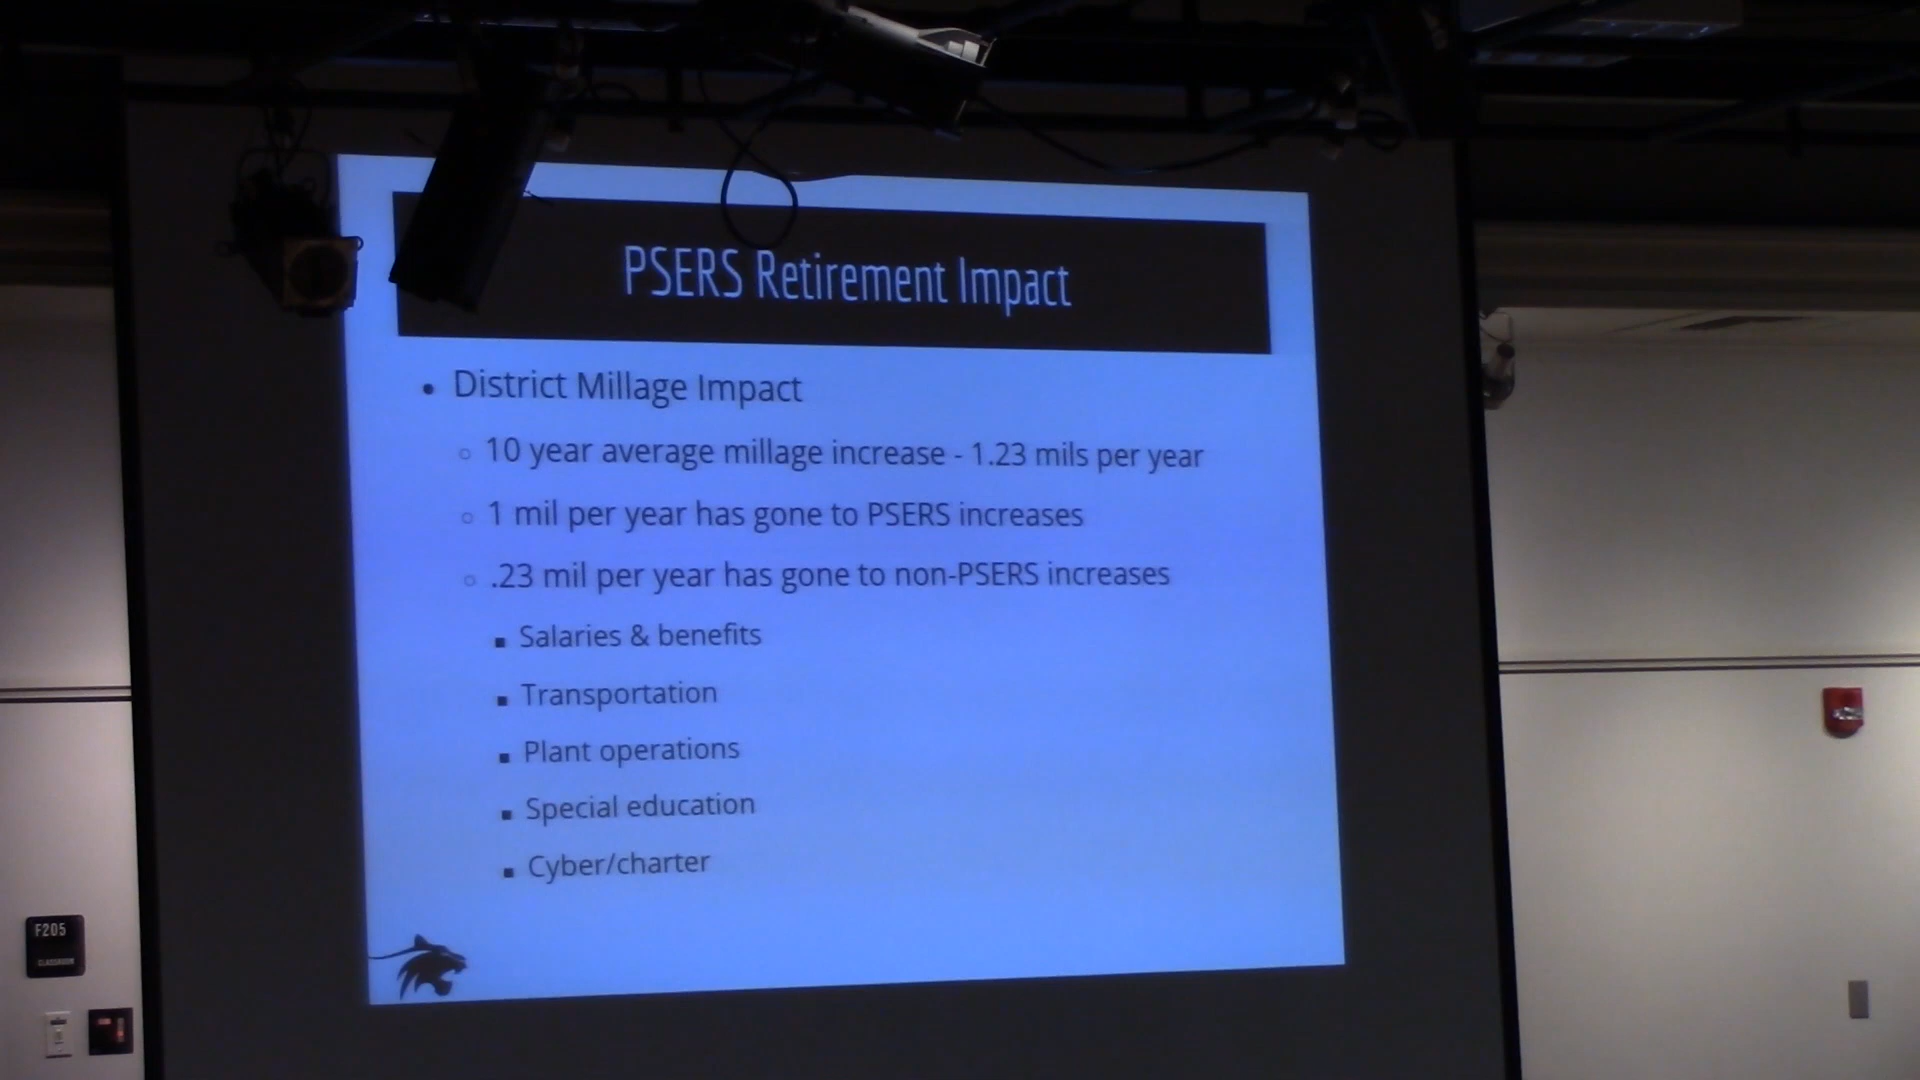 PSERS Retirement Impact
• District Millage Impact
○ 10 year average millage increase - 1.23 mils per year
○ 1 mil per year has gone to PSERS increases
○ .23 mil per year has gone to non-PSERS increases
▪ Salaries & benefits
▪ Transportation
▪ Plant operations
▪ Special education
▪ Cyber/charter
F205
CLASSROOM